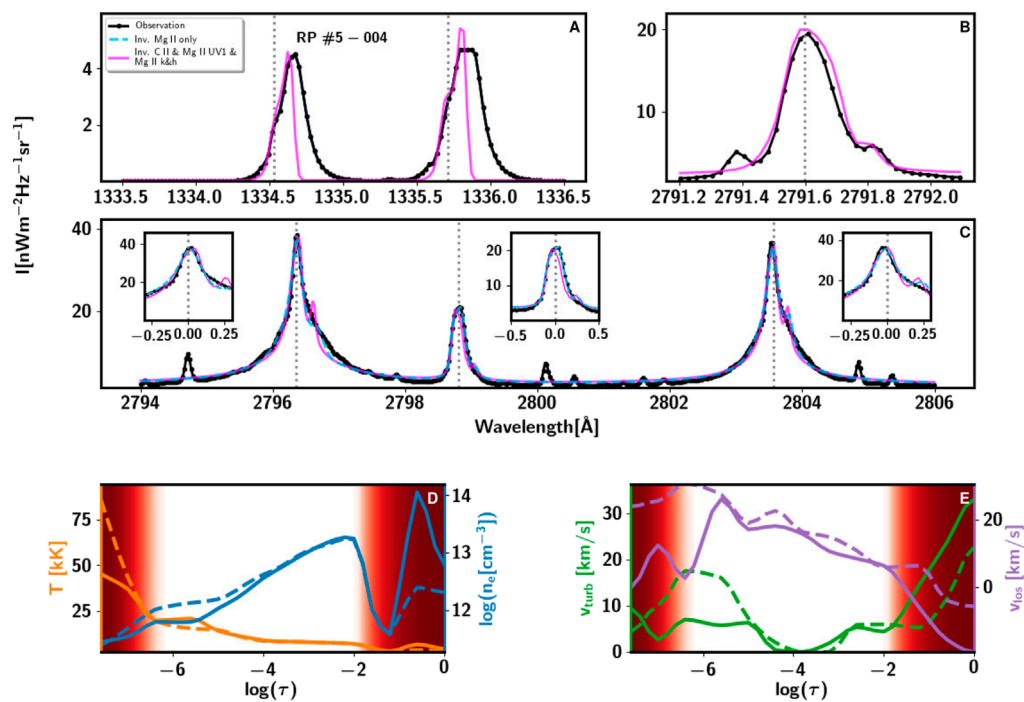 Observation
Inv. Mg II only
Inv. C II & Mg II UV1 &
Mg II k&h
RP #5 − 004
A
B
4
2
20
10
1333.5 1334.0 1334.5 1335.0 1335.5 1336.0 1336.5
2791.2 2791.4 2791.6 2791.8 2792.0
I[nWm⁻²Hz⁻¹sr⁻¹]
C
40
20
40
20
−0.25 0.00 0.25
20
10
0
−0.5 0.0 0.5
40
20
−0.25 0.00 0.25
2794 2796 2798 2800 2802 2804 2806
Wavelength[Å]
D
T [kK]
75
50
25
14
13
12
log(nₑ[cm⁻³])
−6 −4 −2 0
log(τ)
E
v_turb [km/s]
30
20
10
0
20
0
v_los [km/s]
−6 −4 −2 0
log(τ)